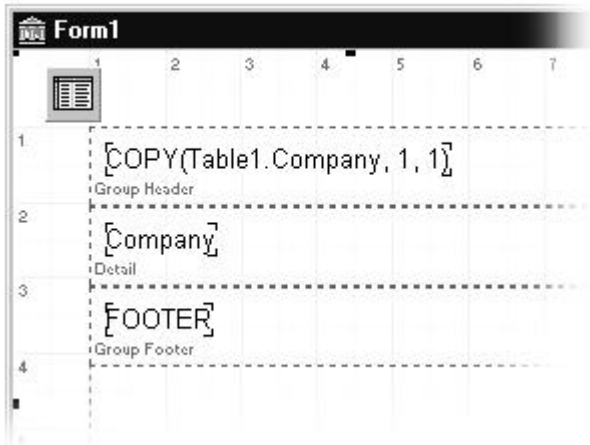 Form1
1 2 3 4 5 6 7
1
COPY(Table1.Company, 1, 1)
Group Header
2
Company
Detail
3
FOOTER
Group Footer
4